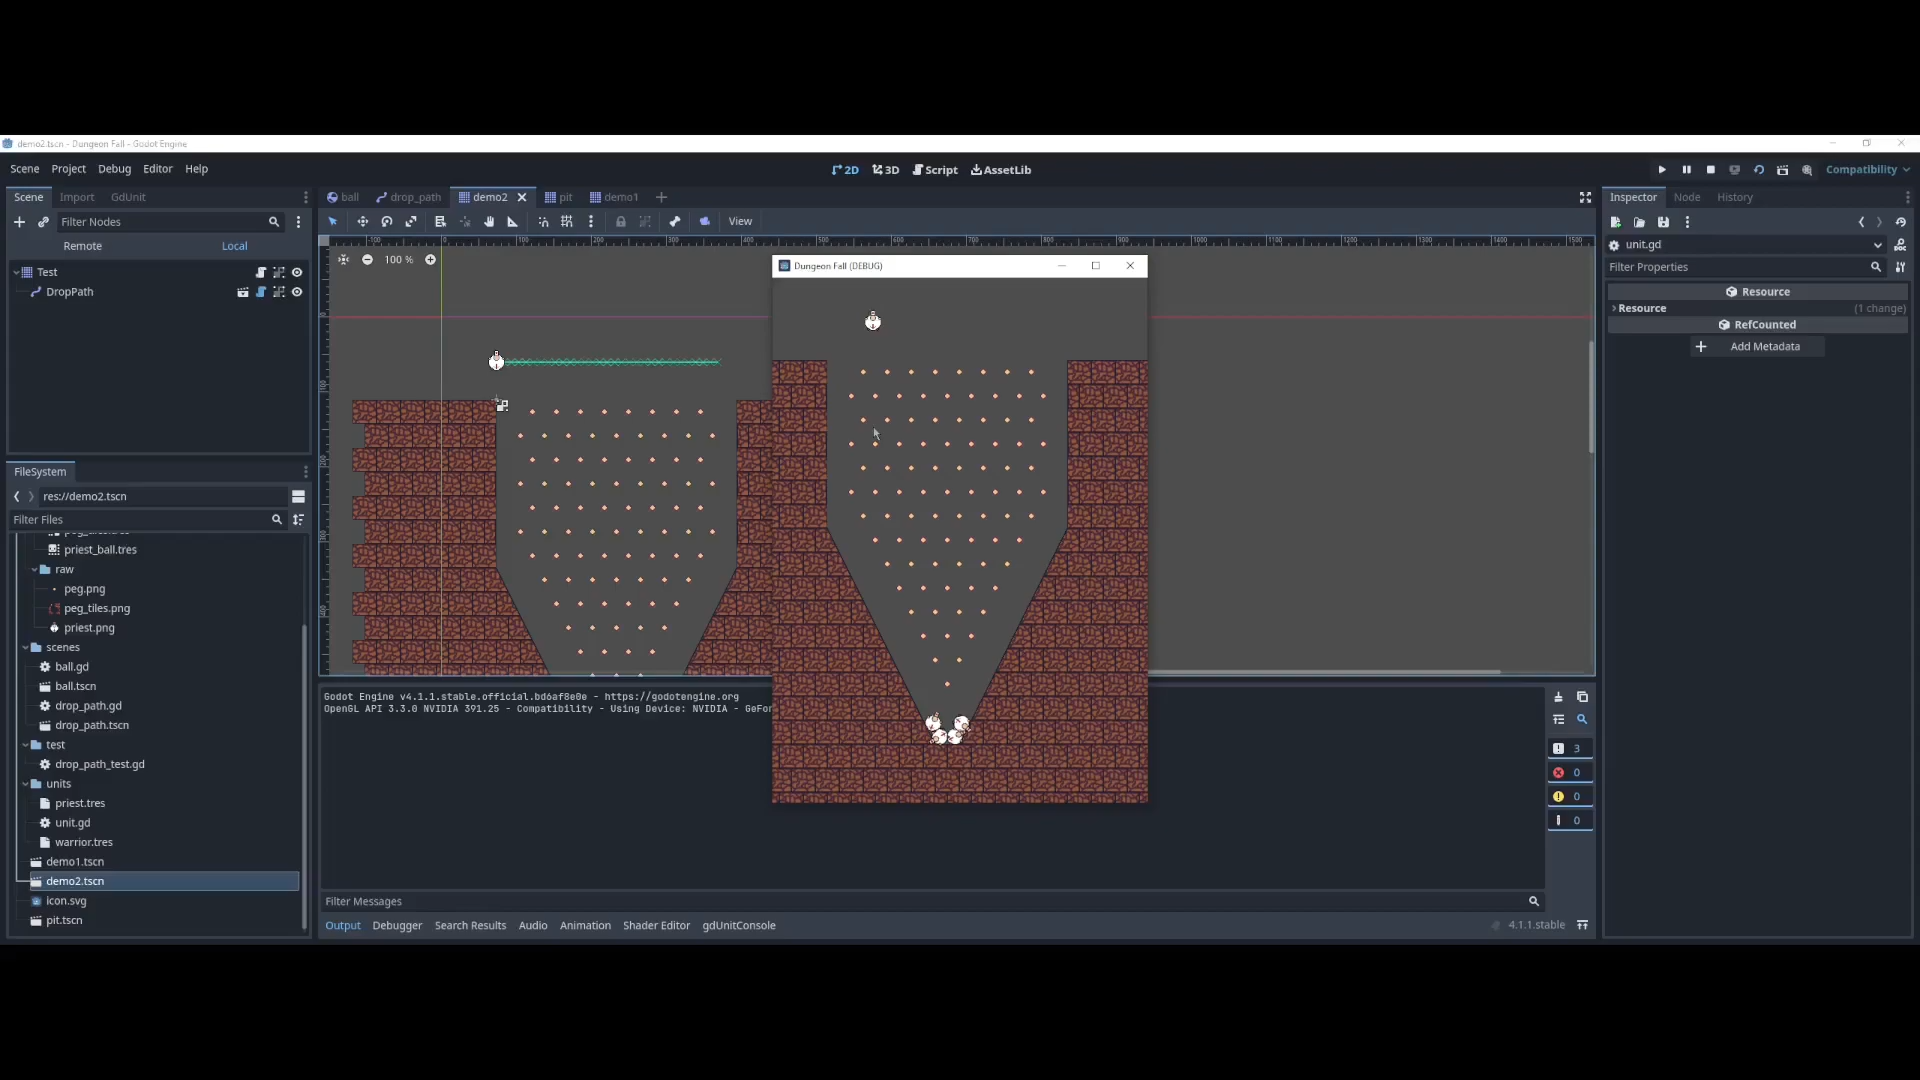 demo2.tscn - Dungeon Fall - Godot Engine
Scene Project Debug Editor Help
2D 3D Script AssetLib
Compatibility
Scene Import GdUnit
ball drop_path demo2 pit demo1
Inspector Node History
Filter Nodes
View
Remote Local
unit.gd
Filter Properties
Test
DropPath
100 %
Dungeon Fall (DEBUG)
Resource
Resource (1 change)
RefCounted
Add Metadata
FileSystem
res://demo2.tscn
Filter Files
priest_ball.tres
raw
peg.png
peg_tiles.png
priest.png
scenes
ball.gd
ball.tscn
drop_path.gd
drop_path.tscn
test
drop_path_test.gd
units
priest.tres
unit.gd
warrior.tres
demo1.tscn
demo2.tscn
icon.svg
pit.tscn
Godot Engine v4.1.1.stable.official.bd6af8e0e - https://godotengine.org
OpenGL API 3.3.0 NVIDIA 391.25 - Compatibility - Using Device: NVIDIA - GeFor
3
0
0
0
Filter Messages
Output Debugger Search Results Audio Animation Shader Editor gdUnitConsole
4.1.1.stable